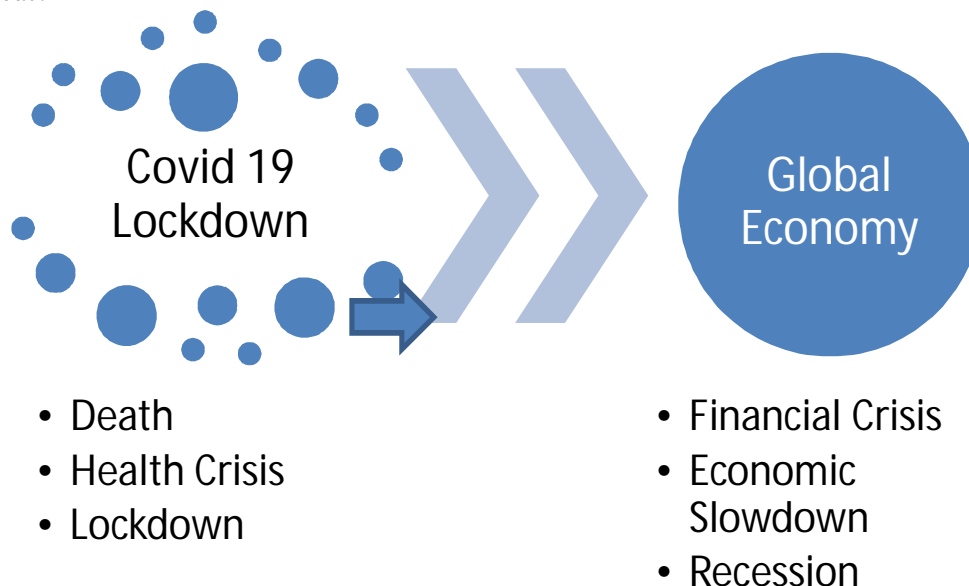 Covid 19
Lockdown
Global
Economy
• Death
• Health Crisis
• Lockdown
• Financial Crisis
• Economic
Slowdown
• Recession